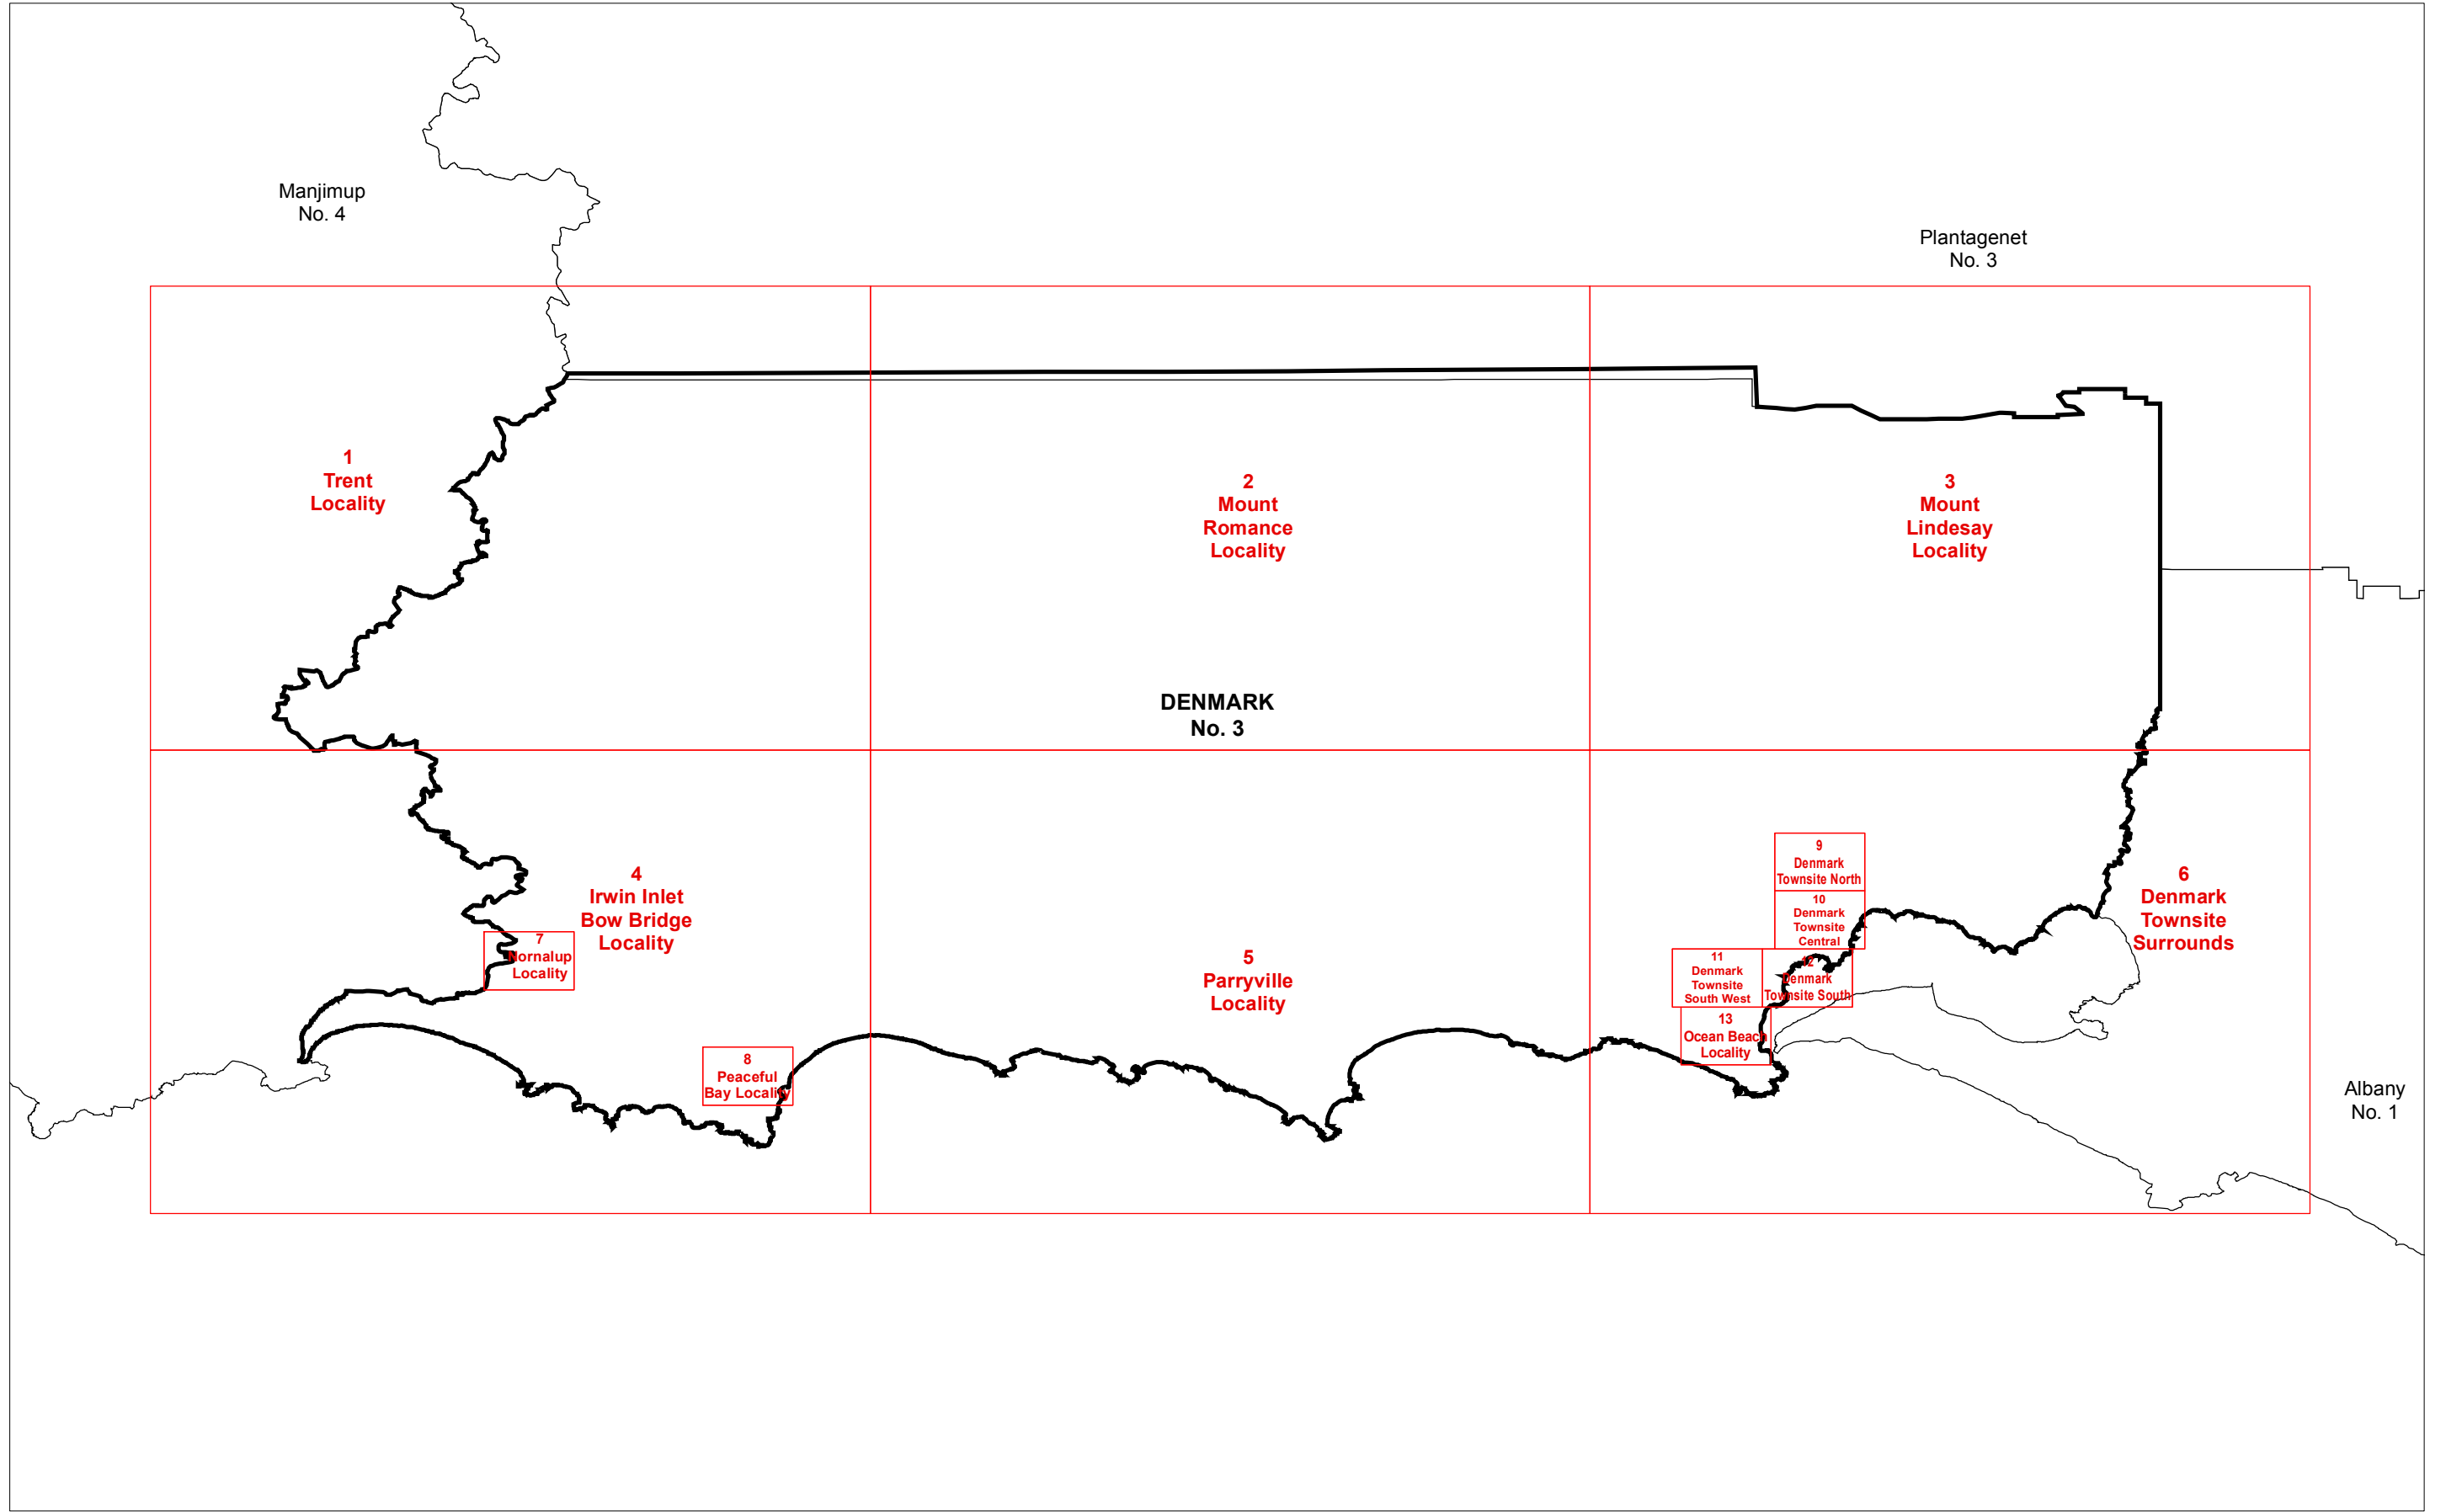 Manjimup
No. 4
Plantagenet
No. 3
1
Trent
Locality
2
Mount
Romance
Locality
3
Mount
Lindesay
Locality
DENMARK
No. 3
4
Irwin Inlet
Bow Bridge
Locality
5
Parryville
Locality
6
Denmark
Townsite
Surrounds
7
Nornalup
Locality
8
Peaceful
Bay Locality
9
Denmark
Townsite North
10
Denmark
Townsite
Central
11
Denmark
Townsite
South West
12
Denmark
Townsite South
13
Ocean Beach
Locality
Albany
No. 1